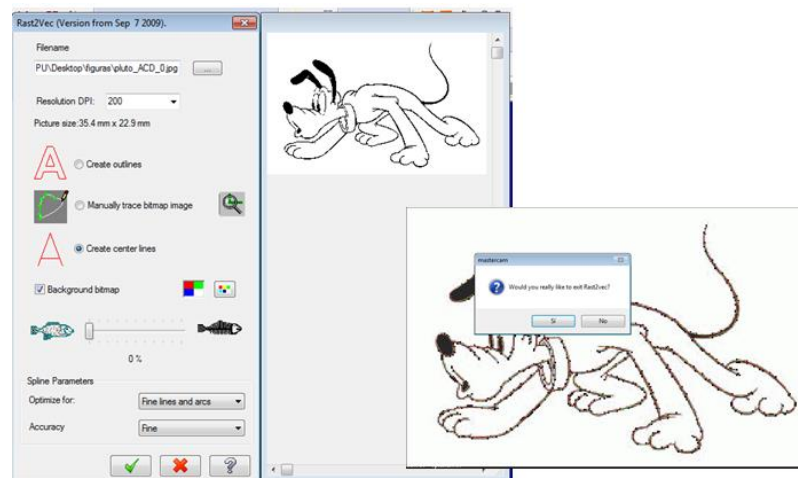 Rast2Vec (Version from Sep 7 2009).
Filename
PU\Desktop\figuras\pluto_ACD_0.jpg
...
Resolution DPI: 200
Picture size:35.4 mm x 22.9 mm
Create outlines
Manually trace bitmap image
Create center lines
Background bitmap
0 %
Spline Parameters
Optimize for: Fine lines and arcs
Accuracy Fine
mastercam
Would you really like to exit Rast2vec?
Sí No